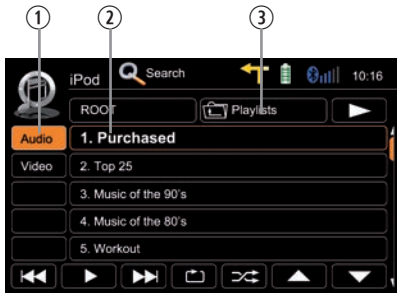 ① ② ③
iPod Search 10:16
ROOT Playlists
Audio 1. Purchased
Video 2. Top 25
3. Music of the 90's
4. Music of the 80's
5. Workout